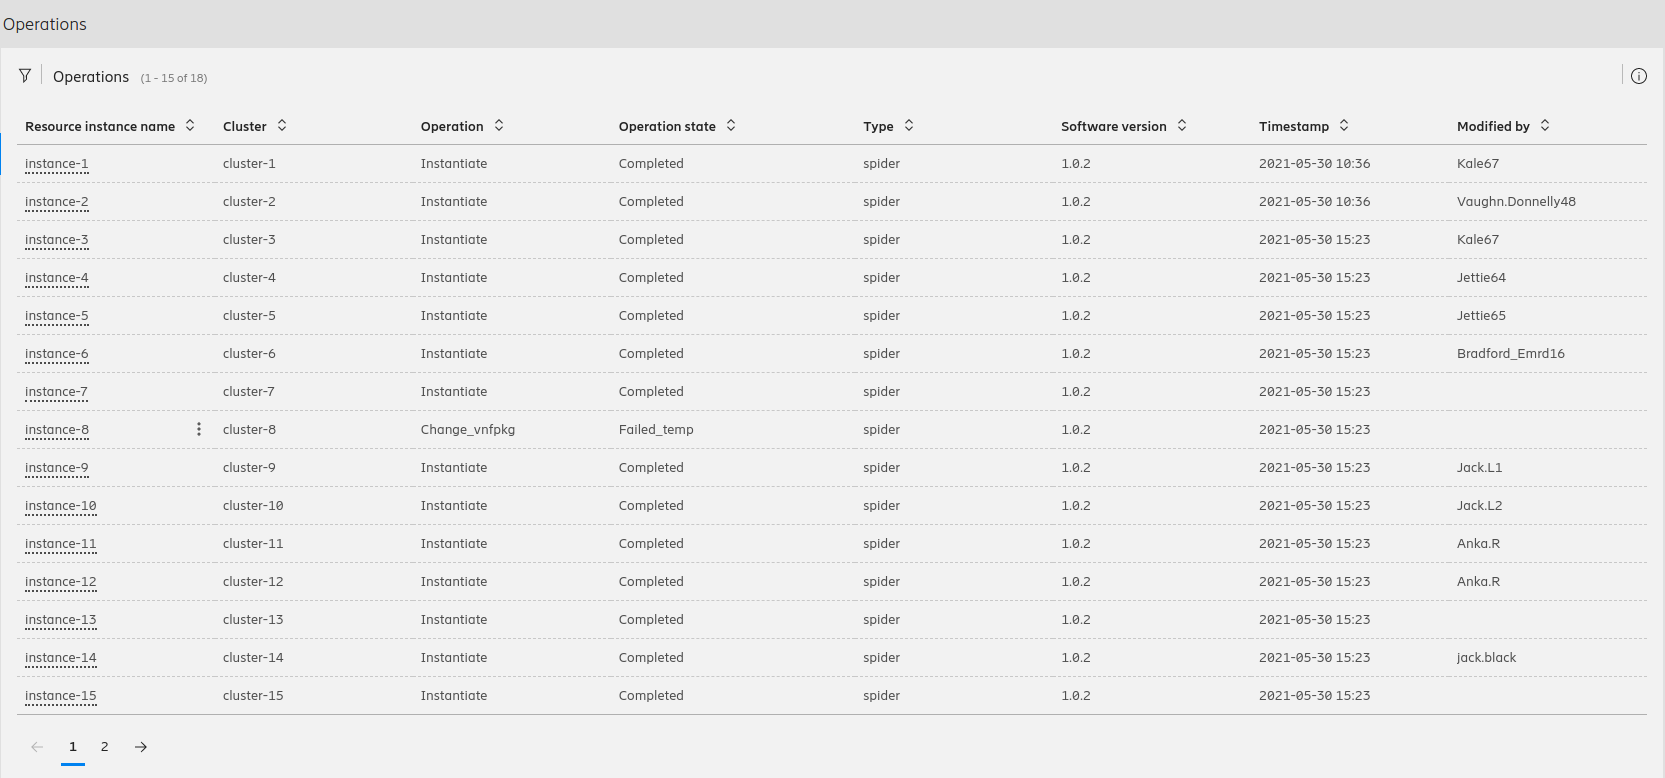 Operations
Operations (1 - 15 of 18)
Resource instance name Cluster Operation Operation state Type Software version Timestamp Modified by
instance-1 cluster-1 Instantiate Completed spider 1.0.2 2021-05-30 10:36 Kale67
instance-2 cluster-2 Instantiate Completed spider 1.0.2 2021-05-30 10:36 Vaughn.Donnelly48
instance-3 cluster-3 Instantiate Completed spider 1.0.2 2021-05-30 15:23 Kale67
instance-4 cluster-4 Instantiate Completed spider 1.0.2 2021-05-30 15:23 Jettie64
instance-5 cluster-5 Instantiate Completed spider 1.0.2 2021-05-30 15:23 Jettie65
instance-6 cluster-6 Instantiate Completed spider 1.0.2 2021-05-30 15:23 Bradford_Emrd16
instance-7 cluster-7 Instantiate Completed spider 1.0.2 2021-05-30 15:23
instance-8 cluster-8 Change_vnfpkg Failed_temp spider 1.0.2 2021-05-30 15:23
instance-9 cluster-9 Instantiate Completed spider 1.0.2 2021-05-30 15:23 Jack.L1
instance-10 cluster-10 Instantiate Completed spider 1.0.2 2021-05-30 15:23 Jack.L2
instance-11 cluster-11 Instantiate Completed spider 1.0.2 2021-05-30 15:23 Anka.R
instance-12 cluster-12 Instantiate Completed spider 1.0.2 2021-05-30 15:23 Anka.R
instance-13 cluster-13 Instantiate Completed spider 1.0.2 2021-05-30 15:23
instance-14 cluster-14 Instantiate Completed spider 1.0.2 2021-05-30 15:23 jack.black
instance-15 cluster-15 Instantiate Completed spider 1.0.2 2021-05-30 15:23
1 2